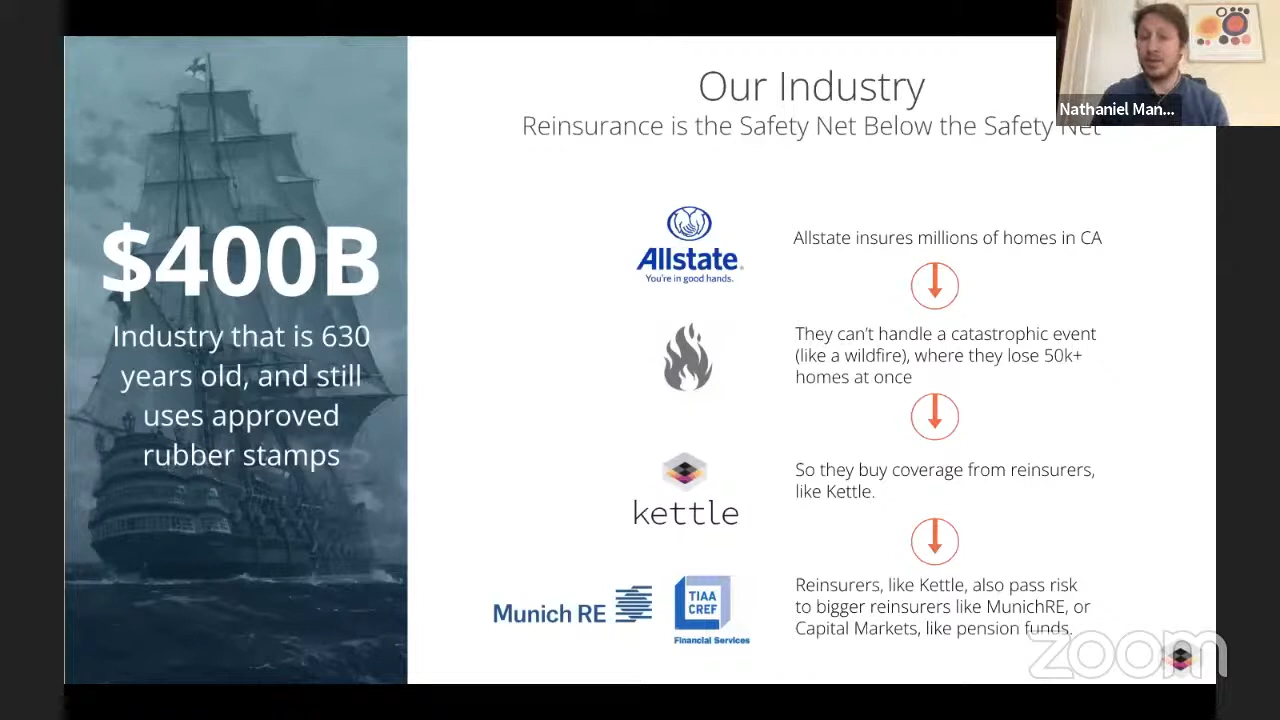 Our Industry
Reinsurance is the Safety Net Below the Safety Net
Nathaniel Man...
$400B
Industry that is 630
years old, and still
uses approved
rubber stamps
Allstate
You're in good hands.
Allstate insures millions of homes in CA
They can't handle a catastrophic event
(like a wildfire), where they lose 50k+
homes at once
kettle
So they buy coverage from reinsurers,
like Kettle.
Munich RE
TIAA
CREF
Financial Services
Reinsurers, like Kettle, also pass risk
to bigger reinsurers like MunichRE, or
Capital Markets, like pension funds.
zoom